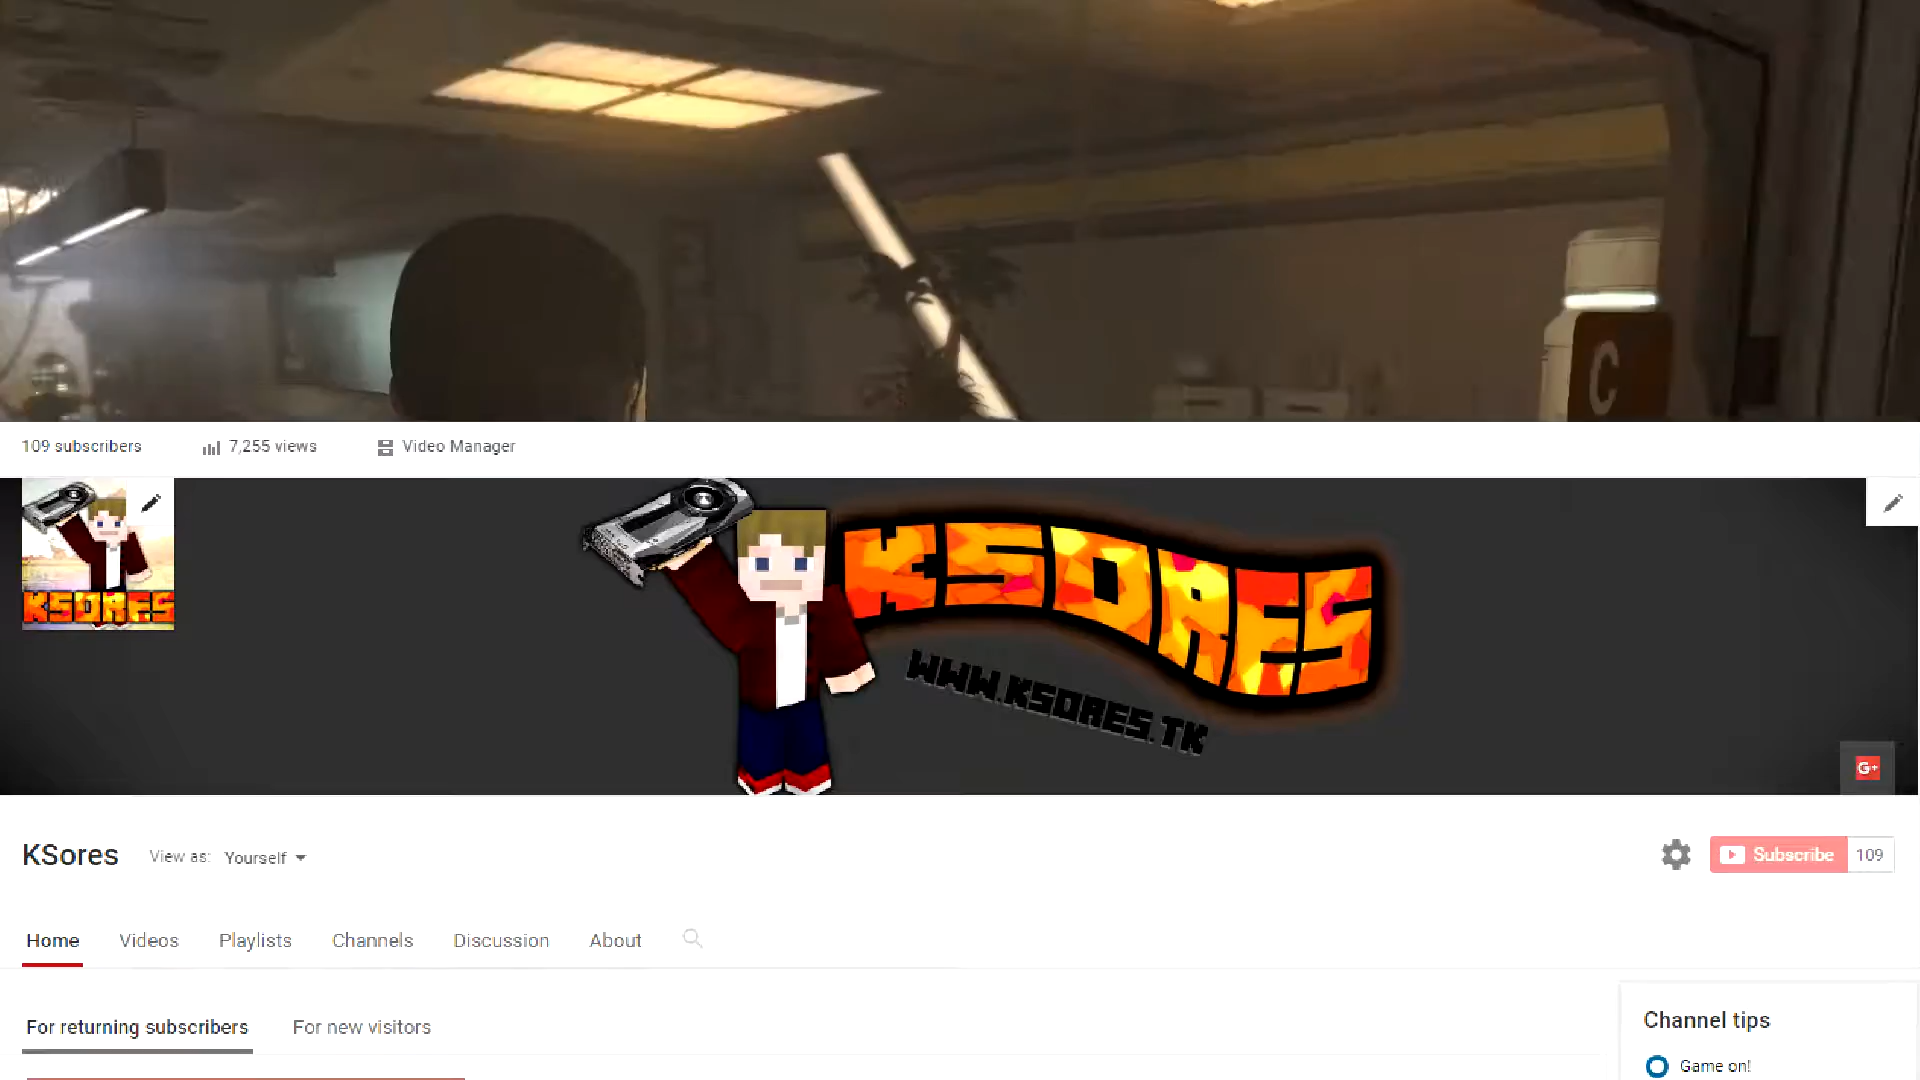 C
109 subscribers 7,255 views Video Manager
KSORES
KSORES
WWW.KSORES.TK
G+
KSores View as: Yourself Subscribe 109
Home Videos Playlists Channels Discussion About
For returning subscribers For new visitors
Channel tips
Game on!